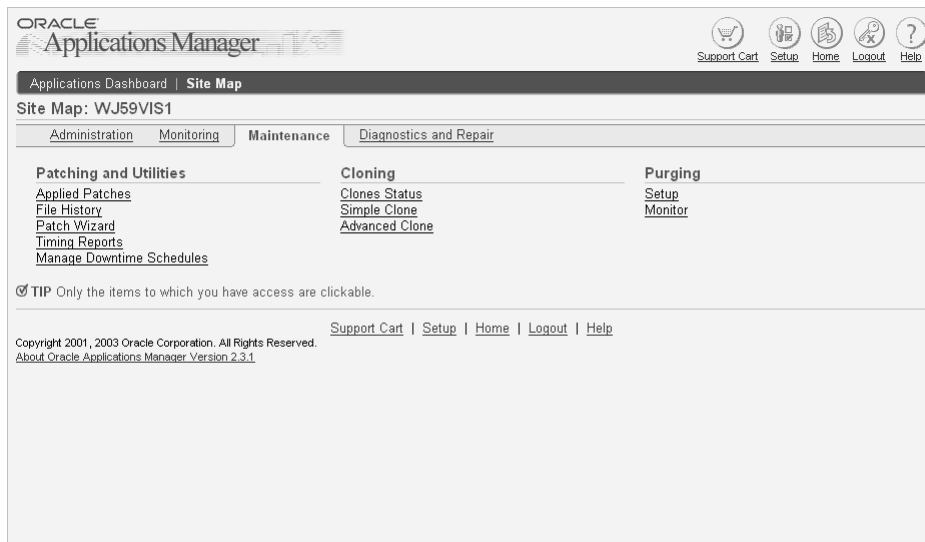 ORACLE
Applications Manager
Support Cart Setup Home Logout Help
Applications Dashboard | Site Map
Site Map: WJ59VIS1
Administration Monitoring Maintenance Diagnostics and Repair
Patching and Utilities Cloning Purging
Applied Patches Clones Status Setup
File History Simple Clone Monitor
Patch Wizard Advanced Clone
Timing Reports
Manage Downtime Schedules
TIP Only the items to which you have access are clickable.
Support Cart | Setup | Home | Logout | Help
Copyright 2001, 2003 Oracle Corporation. All Rights Reserved.
About Oracle Applications Manager Version 2.3.1